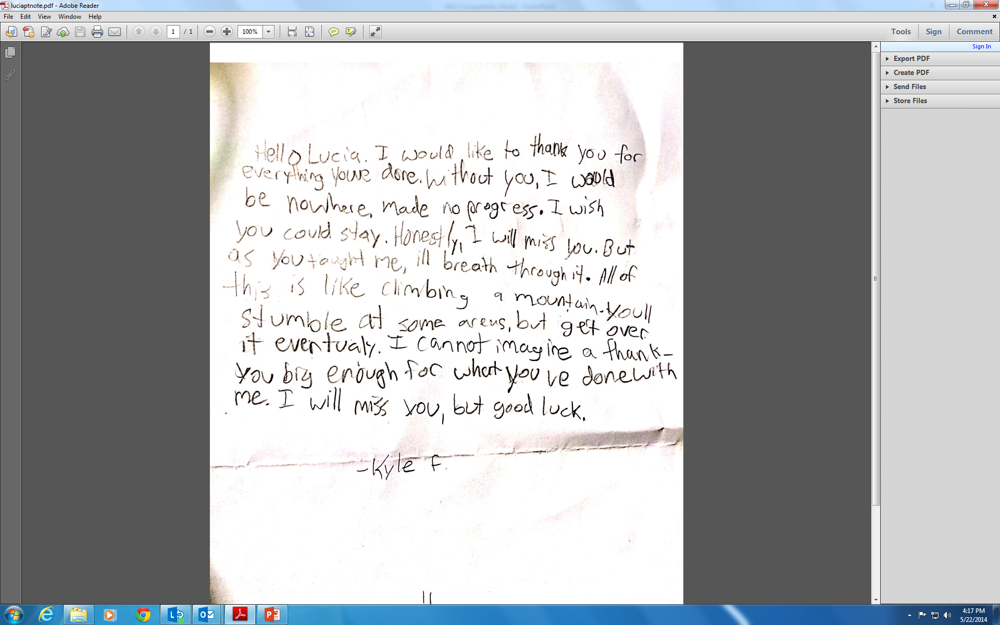 luciaptnote.pdf - Adobe Reader
File Edit View Window Help
1 / 1 100% Tools Sign Comment
Sign In
Export PDF
Create PDF
Send Files
Store Files
Hello Lucia. I would like to thank you for
everything youve done. Without you, I would
be nowhere, made no progress. I wish
you could stay. Honestly, I will miss you. But
as you taught me, ill breath through it. All of
this is like climbing a mountain. youll
stumble at some areas, but get over
it eventualy. I cannot imagine a thank-
you big enough for what you've done with
me. I will miss you, but good luck.
- Kyle F.
4:17 PM
5/22/2014